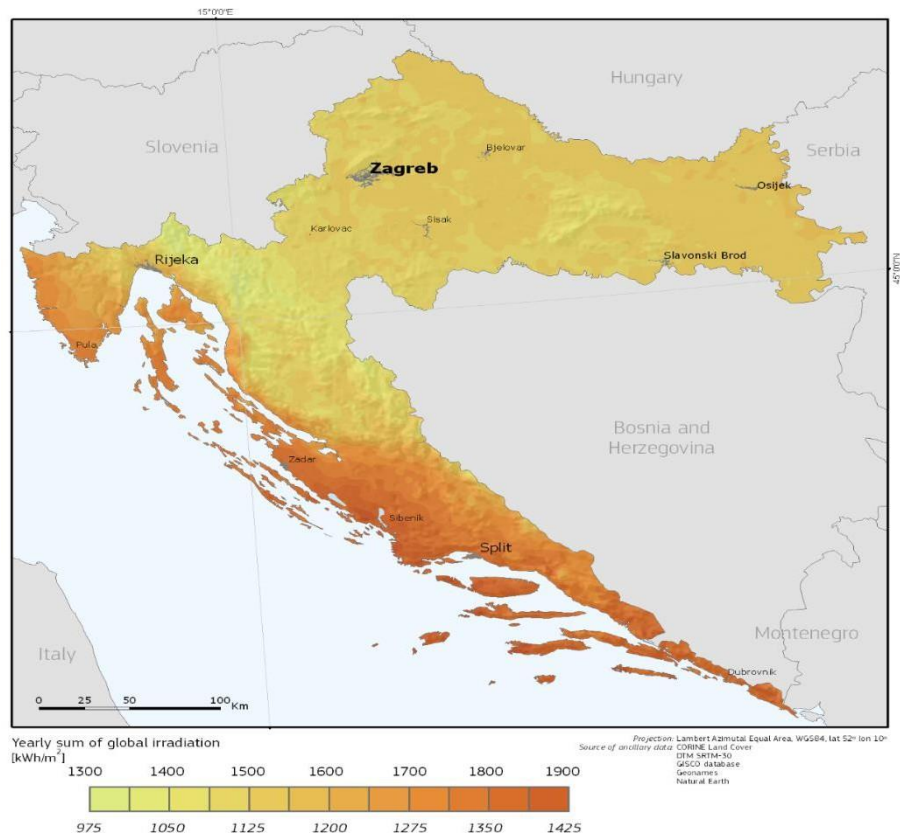 15°0'0"E
Hungary
Slovenia
Serbia
Bjelovar
Zagreb
Osijek
Sisak
Karlovac
Slavonski Brod
Rijeka
45°0'0"N
Pula
Bosnia and
Herzegovina
Zadar
Sibenik
Split
Montenegro
Italy
Dubrovnik
0 25 50 100 Km
Yearly sum of global irradiation
[kWh/m²]
Projection: Lambert Azimutal Equal Area, WGS84, lat 52° lon 10°
Source of ancillary data: CORINE Land Cover
DTM SRTM-30
GISCO database
Geonames
Natural Earth
1300 1400 1500 1600 1700 1800 1900
975 1050 1125 1200 1275 1350 1425